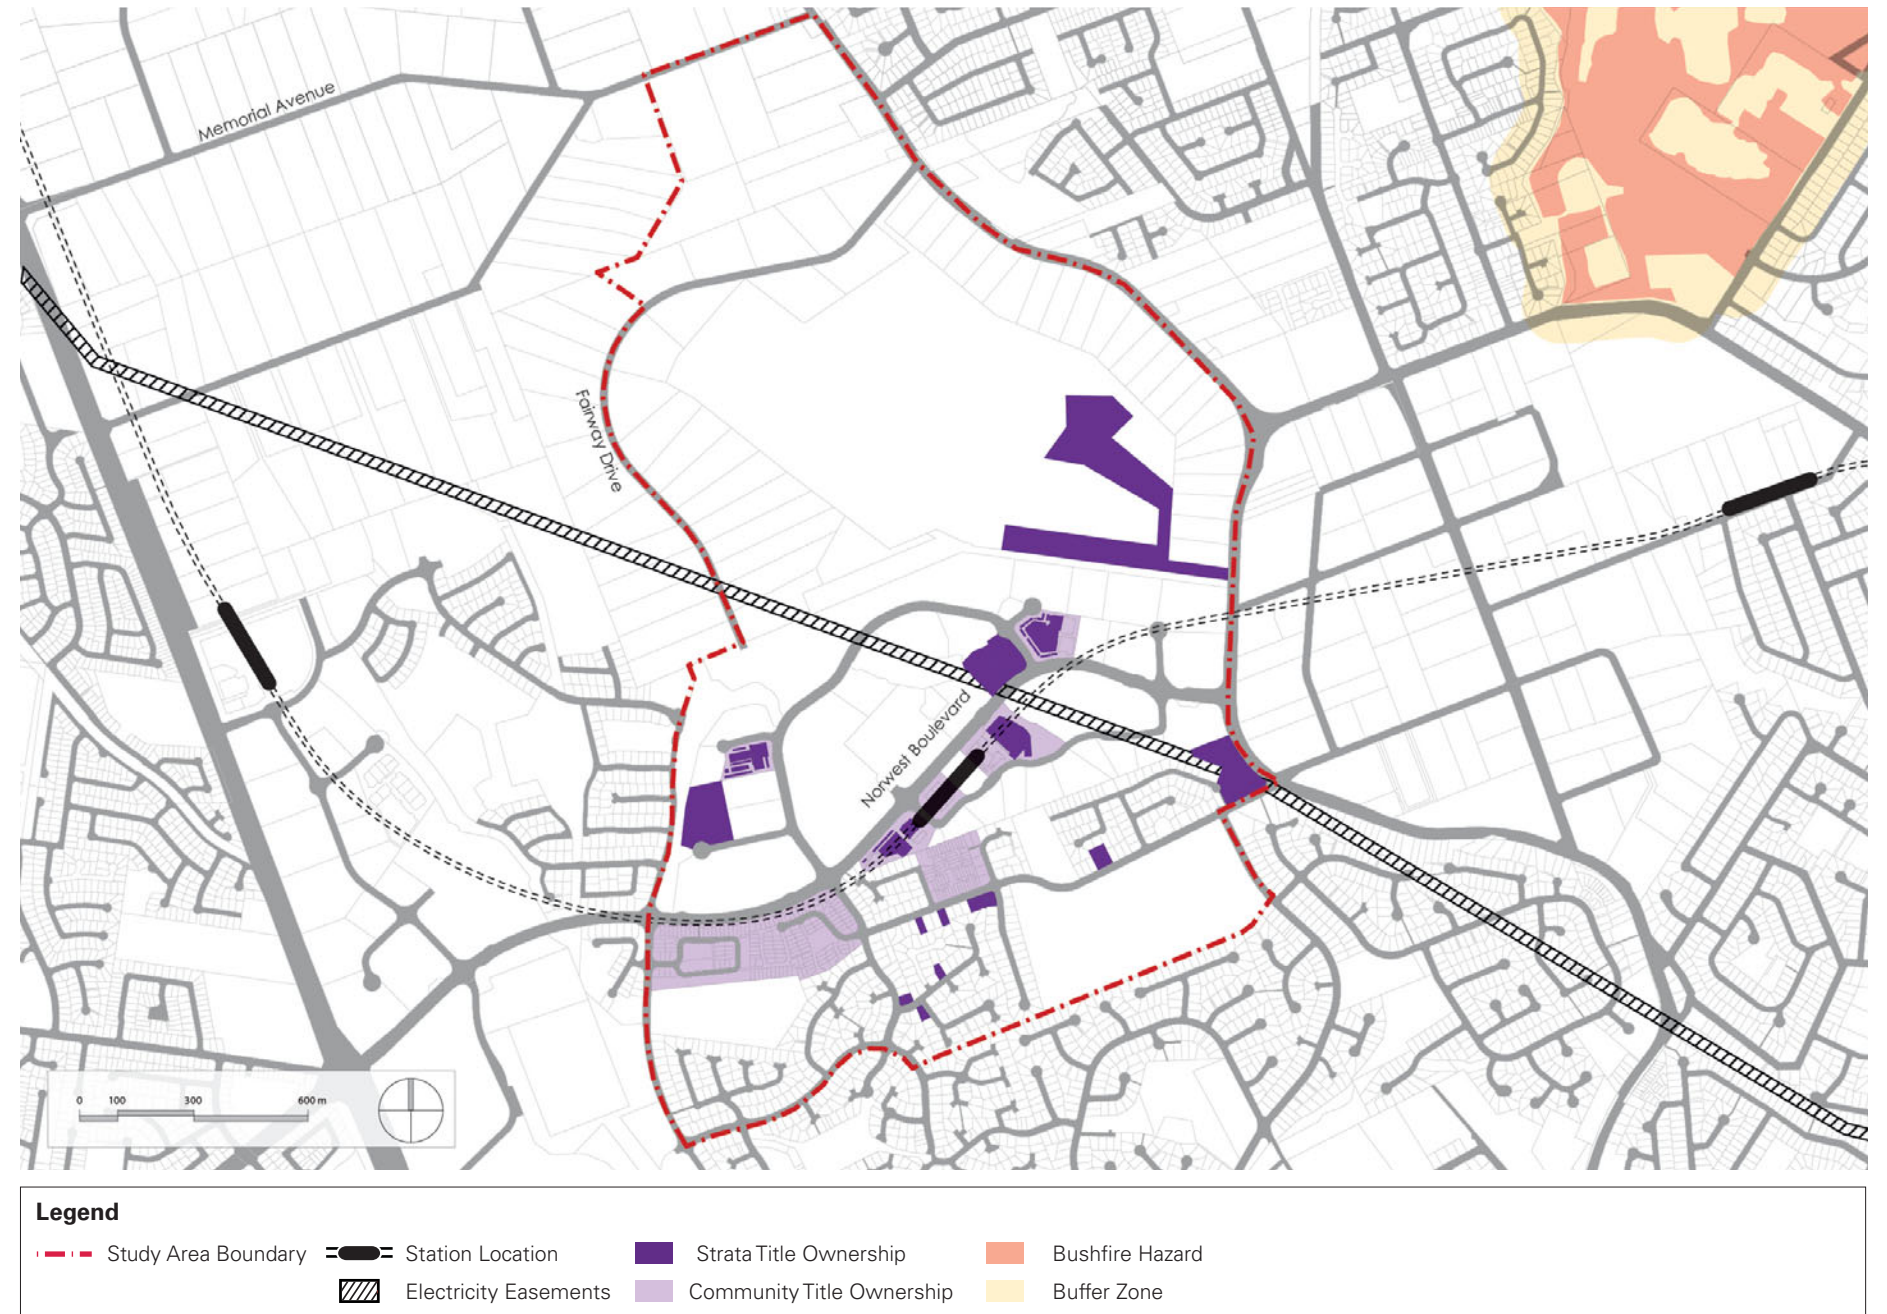 Memorial Avenue
Fairway Drive
Norwest Boulevard
0 100 300 600 m
Legend
Study Area Boundary
Station Location
Strata Title Ownership
Bushfire Hazard
Electricity Easements
Community Title Ownership
Buffer Zone